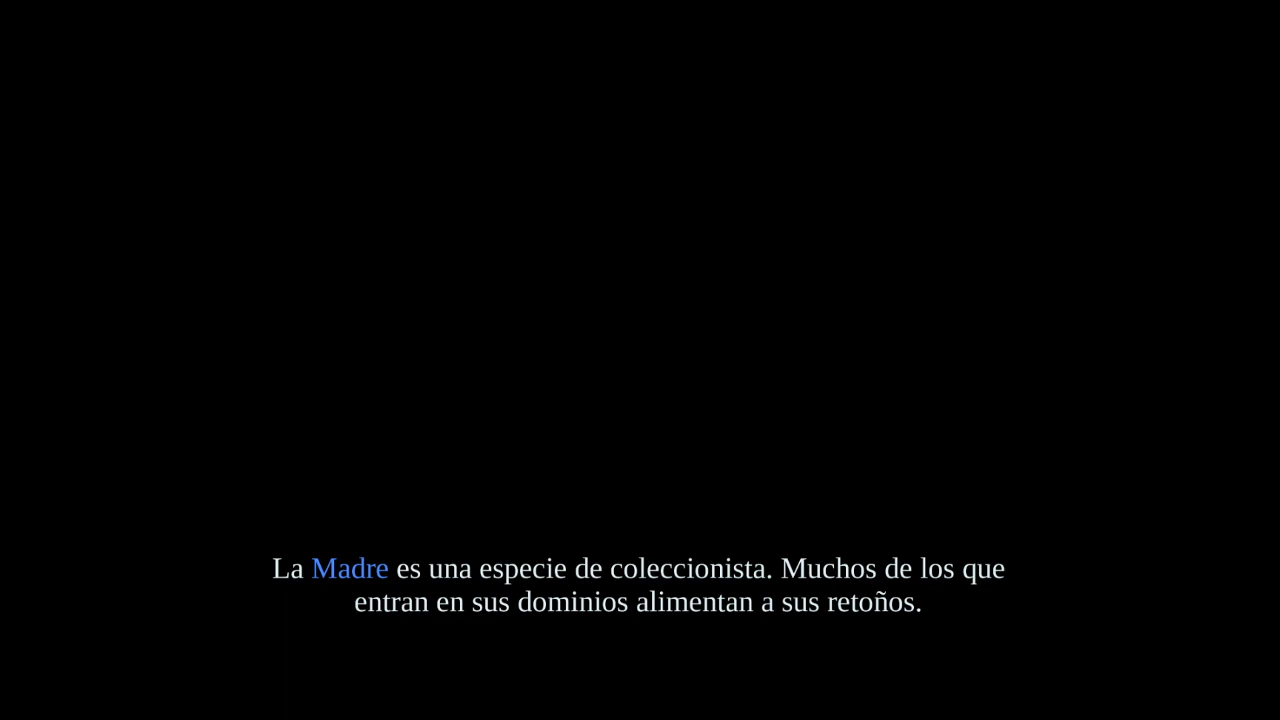 La Madre es una especie de coleccionista. Muchos de los que
entran en sus dominios alimentan a sus retoños.